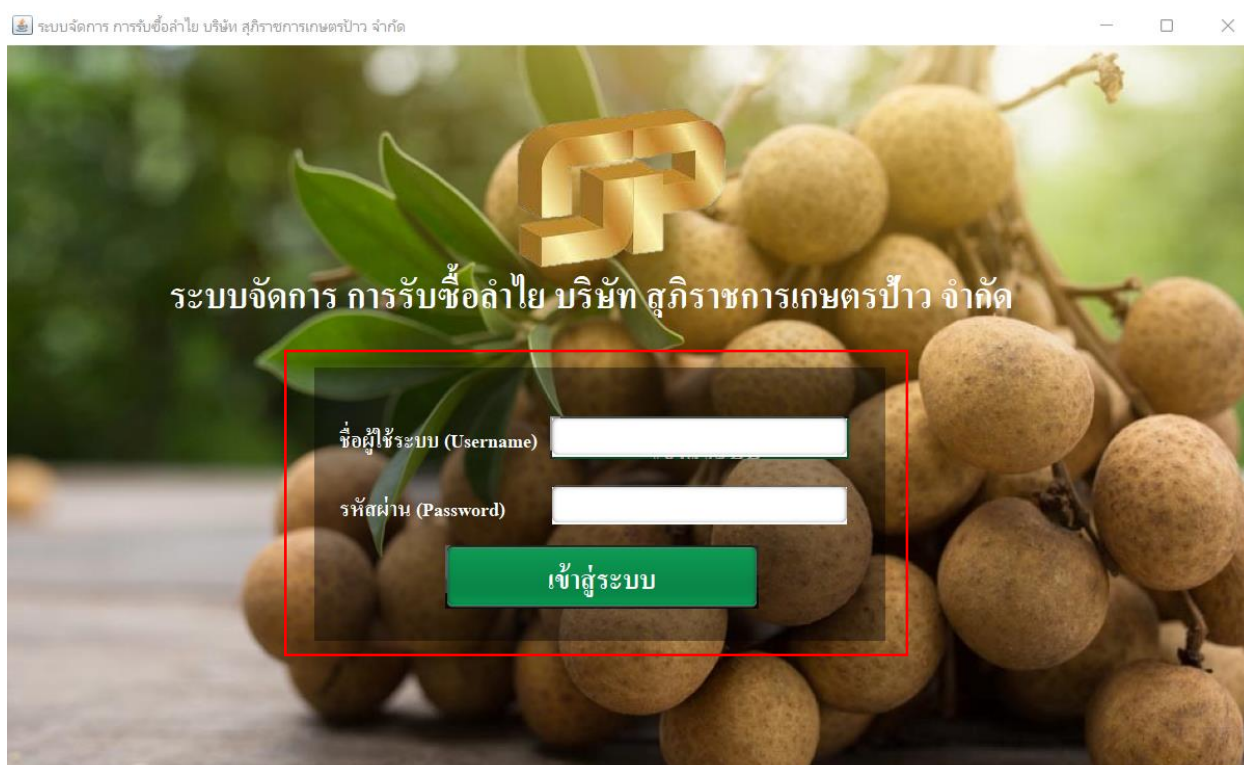 ระบบจัดการ การรับซื้อลำไย บริษัท สุภิราชการเกษตรป้าว จำกัด
SP
ระบบจัดการ การรับซื้อลำไย บริษัท สุภิราชการเกษตรป้าว จำกัด
ชื่อผู้ใช้ระบบ (Username)
รหัสผ่าน (Password)
เข้าสู่ระบบ